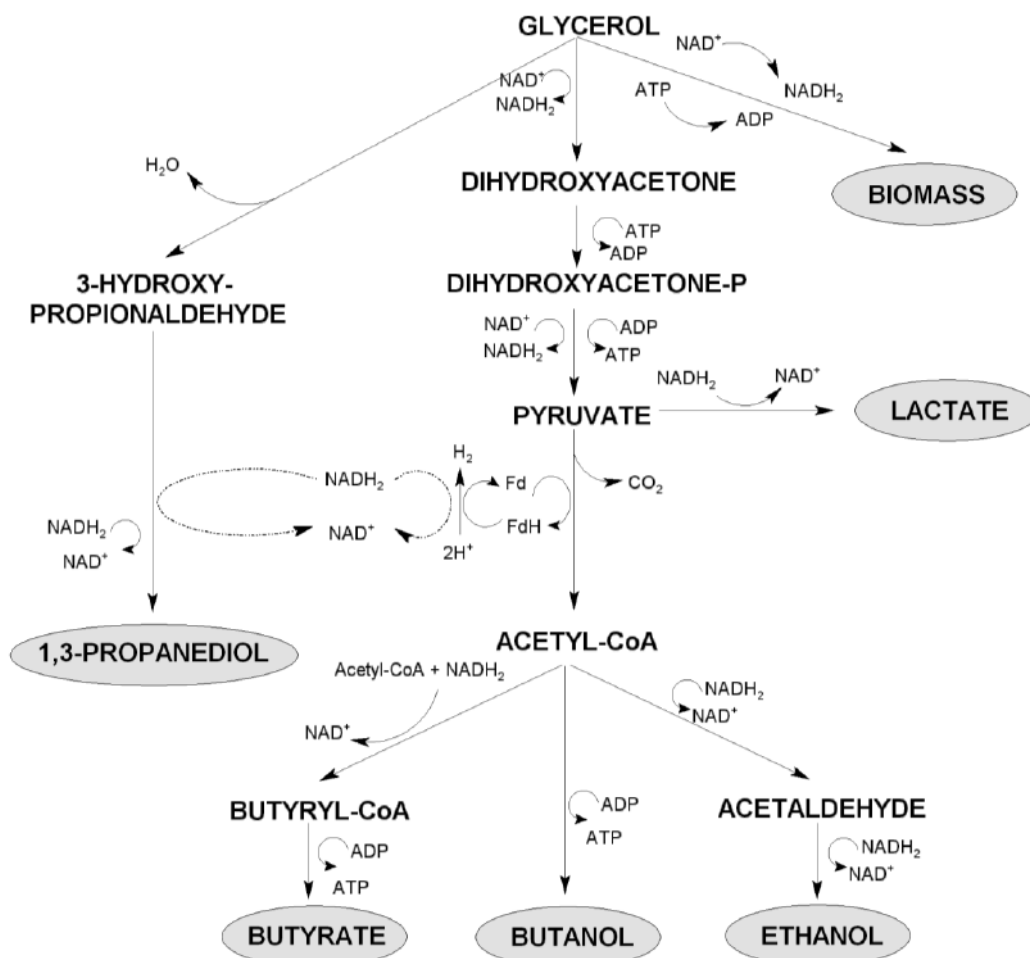 GLYCEROL
NAD⁺
NADH₂
NAD⁺
NADH₂
ATP
ADP
H₂O
DIHYDROXYACETONE
BIOMASS
ATP
ADP
3-HYDROXY-
PROPIONALDEHYDE
DIHYDROXYACETONE-P
NAD⁺
NADH₂
ADP
ATP
NADH₂
NAD⁺
PYRUVATE
LACTATE
H₂
NADH₂
Fd
CO₂
NADH₂
NAD⁺
NAD⁺
FdH
2H⁺
1,3-PROPANEDIOL
ACETYL-CoA
Acetyl-CoA + NADH₂
NAD⁺
NADH₂
NAD⁺
BUTYRYL-CoA
ADP
ATP
ACETALDEHYDE
ADP
ATP
NADH₂
NAD⁺
BUTYRATE
BUTANOL
ETHANOL